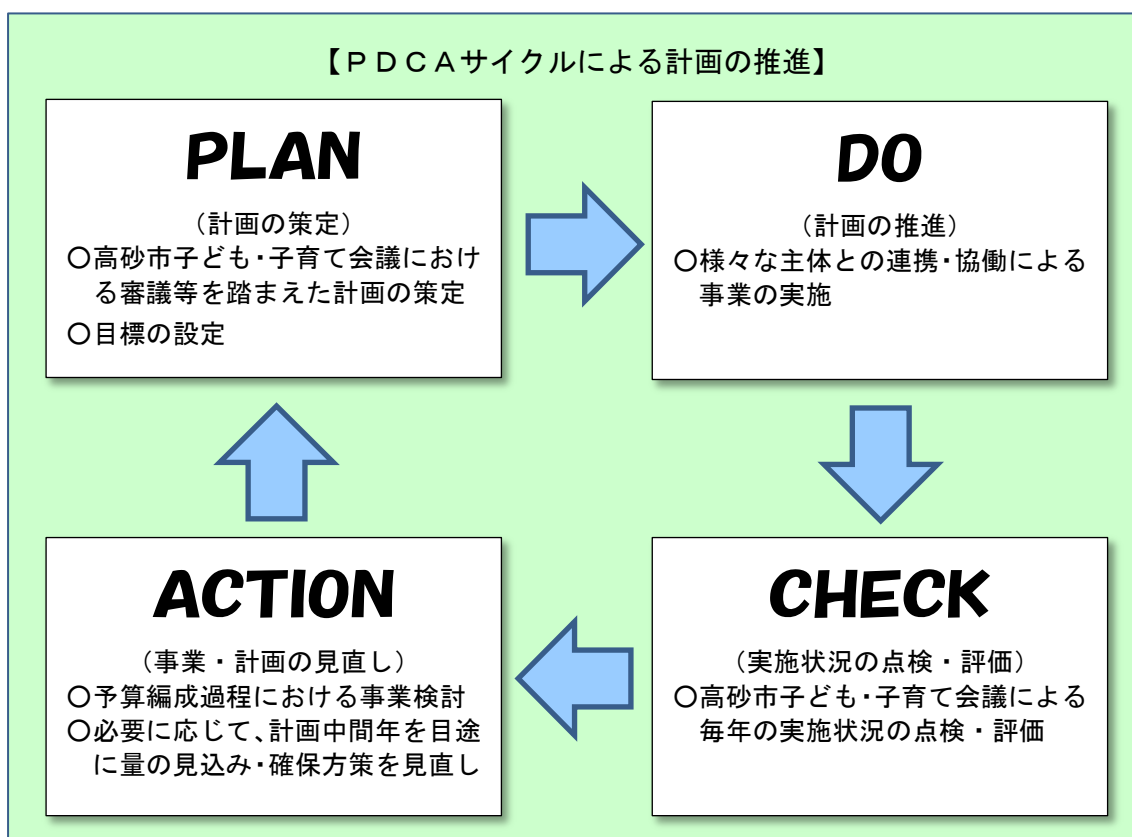 【ＰＤＣＡサイクルによる計画の推進】
PLAN
（計画の策定）
○高砂市子ども・子育て会議におけ
る審議等を踏まえた計画の策定
○目標の設定
DO
（計画の推進）
○様々な主体との連携・協働による
事業の実施
CHECK
（実施状況の点検・評価）
○高砂市子ども・子育て会議による
毎年の実施状況の点検・評価
ACTION
（事業・計画の見直し）
○予算編成過程における事業検討
○必要に応じて、計画中間年を目途
に量の見込み・確保方策を見直し